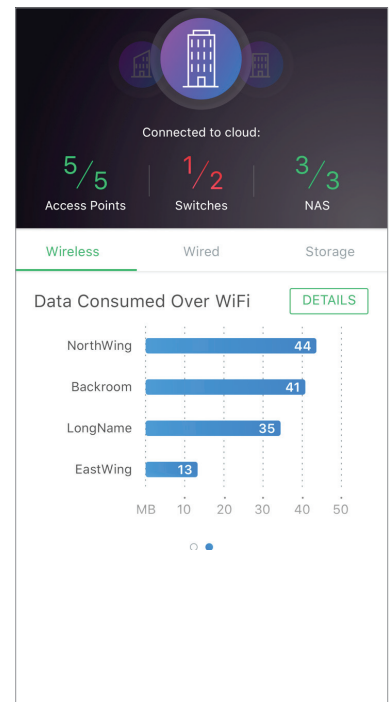 Connected to cloud:
5/5 1/2 3/3
Access Points Switches NAS
Wireless Wired Storage
Data Consumed Over WiFi DETAILS
NorthWing 44
Backroom 41
LongName 35
EastWing 13
MB 10 20 30 40 50